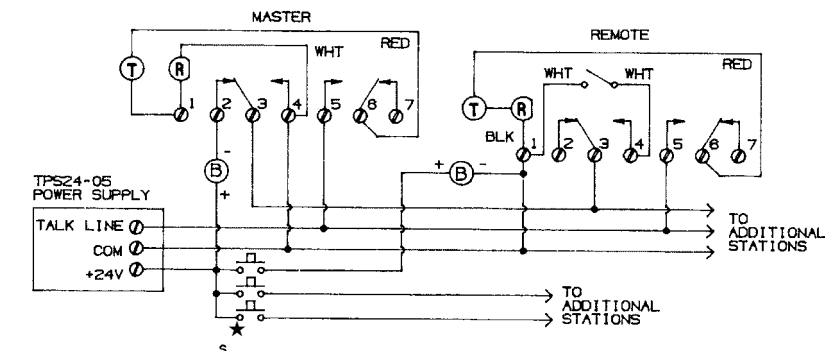 MASTER
REMOTE
WHT
RED
T
R
1
2
3
4
5
6
7
WHT
WHT
RED
T
R
BLK
1
2
3
4
5
6
7
-
B
+
+
B
-
TPS24-05
POWER SUPPLY
TALK LINE
COM
+24V
TO
ADDITIONAL
STATIONS
TO
ADDITIONAL
STATIONS
★
S